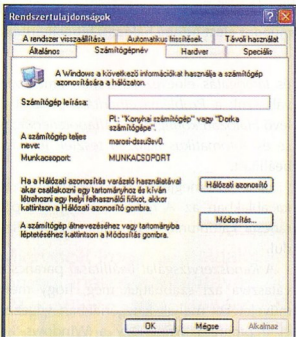 Rendszertulajdonságok
A rendszer visszaállítása
Automatikus frissítések
Távoli használat
Általános
Számítógépnév
Hardver
Speciális
A Windows a következő információkat használja a számítógép
azonosítására a hálózaton.
Számítógép leírása:
Pl.: "Konyhai számítógép" vagy "Dorka
számítógépe".
A számítógép teljes
neve:
marosi-dssu9sv0.
Munkacsoport:
MUNKACSOPORT
Ha a Hálózati azonosítás varázsló használatával
akar csatlakozni egy tartományhoz és kíván
létrehozni egy helyi felhasználói fiókot, akkor
kattintson a Hálózati azonosító gombra.
Hálózati azonosító
A számítógép átnevezéséhez vagy tartományba
léptetéséhez kattintson a Módosítás gombra.
Módosítás...
OK
Mégse
Alkalmaz